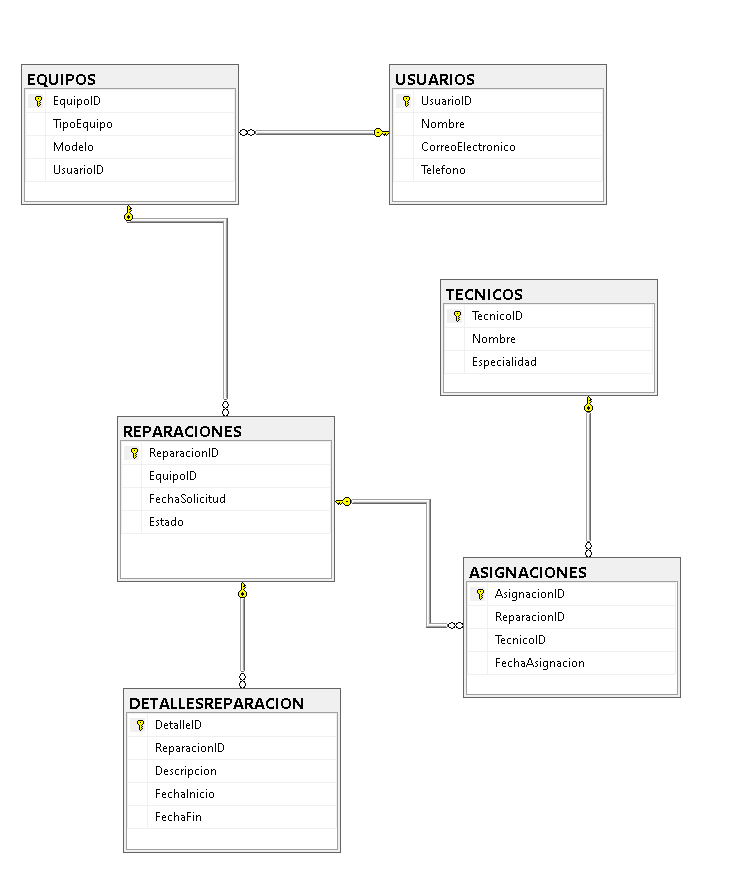 EQUIPOS
EquipoID
TipoEquipo
Modelo
UsuarioID
USUARIOS
UsuarioID
Nombre
CorreoElectronico
Telefono
TECNICOS
TecnicoID
Nombre
Especialidad
REPARACIONES
ReparacionID
EquipoID
FechaSolicitud
Estado
ASIGNACIONES
AsignacionID
ReparacionID
TecnicoID
FechaAsignacion
DETALLESREPARACION
DetalleID
ReparacionID
Descripcion
FechaInicio
FechaFin